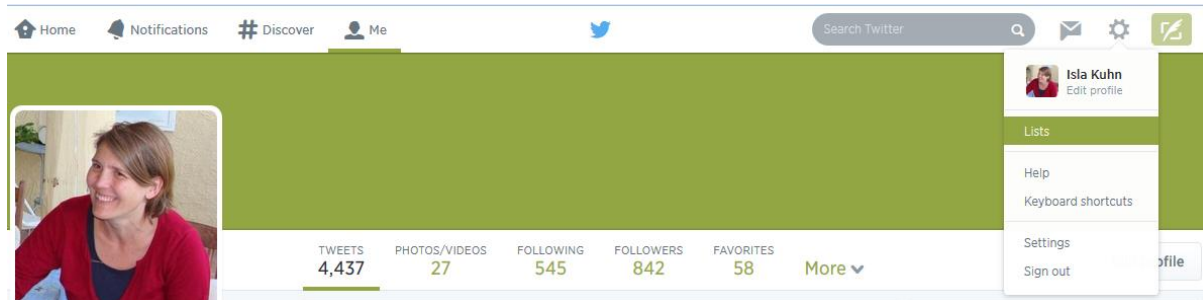 Home Notifications Discover Me Search Twitter
Isla Kuhn
Edit profile
Lists
Help
Keyboard shortcuts
Settings
Sign out
TWEETS PHOTOS/VIDEOS FOLLOWING FOLLOWERS FAVORITES
4,437 27 545 842 58 More
ofile